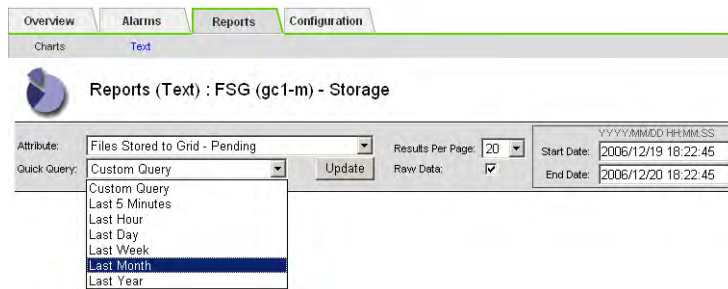 Overview Alarms Reports Configuration
Charts Text
Reports (Text) : FSG (gc1-m) - Storage
YYYY/MM/DD HH:MM:SS
Attribute: Files Stored to Grid - Pending Results Per Page: 20 Start Date: 2006/12/19 18:22:45
Quick Query: Custom Query Update Raw Data: End Date: 2006/12/20 18:22:45
Custom Query
Last 5 Minutes
Last Hour
Last Day
Last Week
Last Month
Last Year